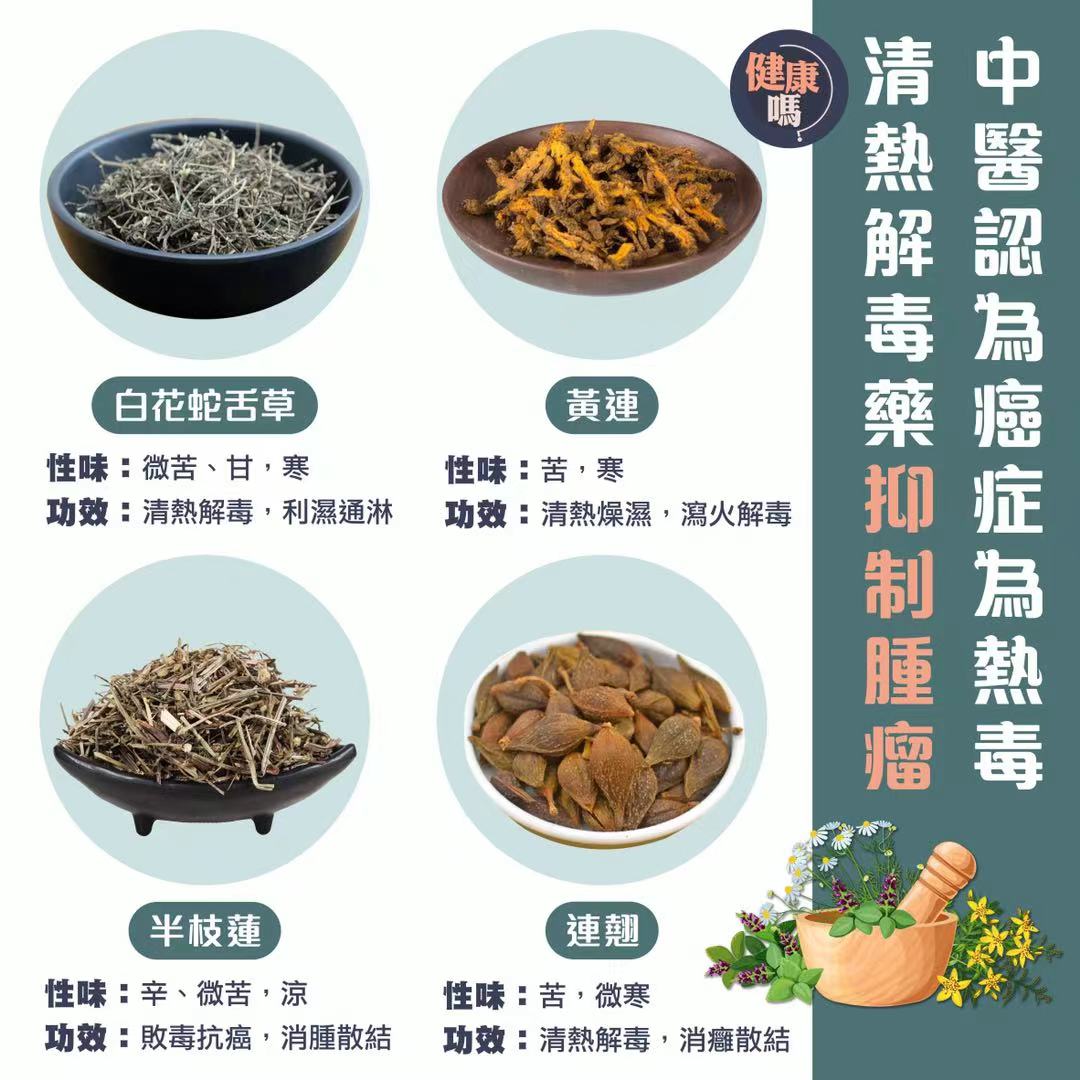 中醫認為癌症為熱毒
清熱解毒藥抑制腫瘤
健康
嗎
白花蛇舌草
性味：微苦、甘，寒
功效：清熱解毒，利濕通淋
黃連
性味：苦，寒
功效：清熱燥濕，瀉火解毒
半枝蓮
性味：辛、微苦，涼
功效：敗毒抗癌，消腫散結
連翹
性味：苦，微寒
功效：清熱解毒，消癰散結